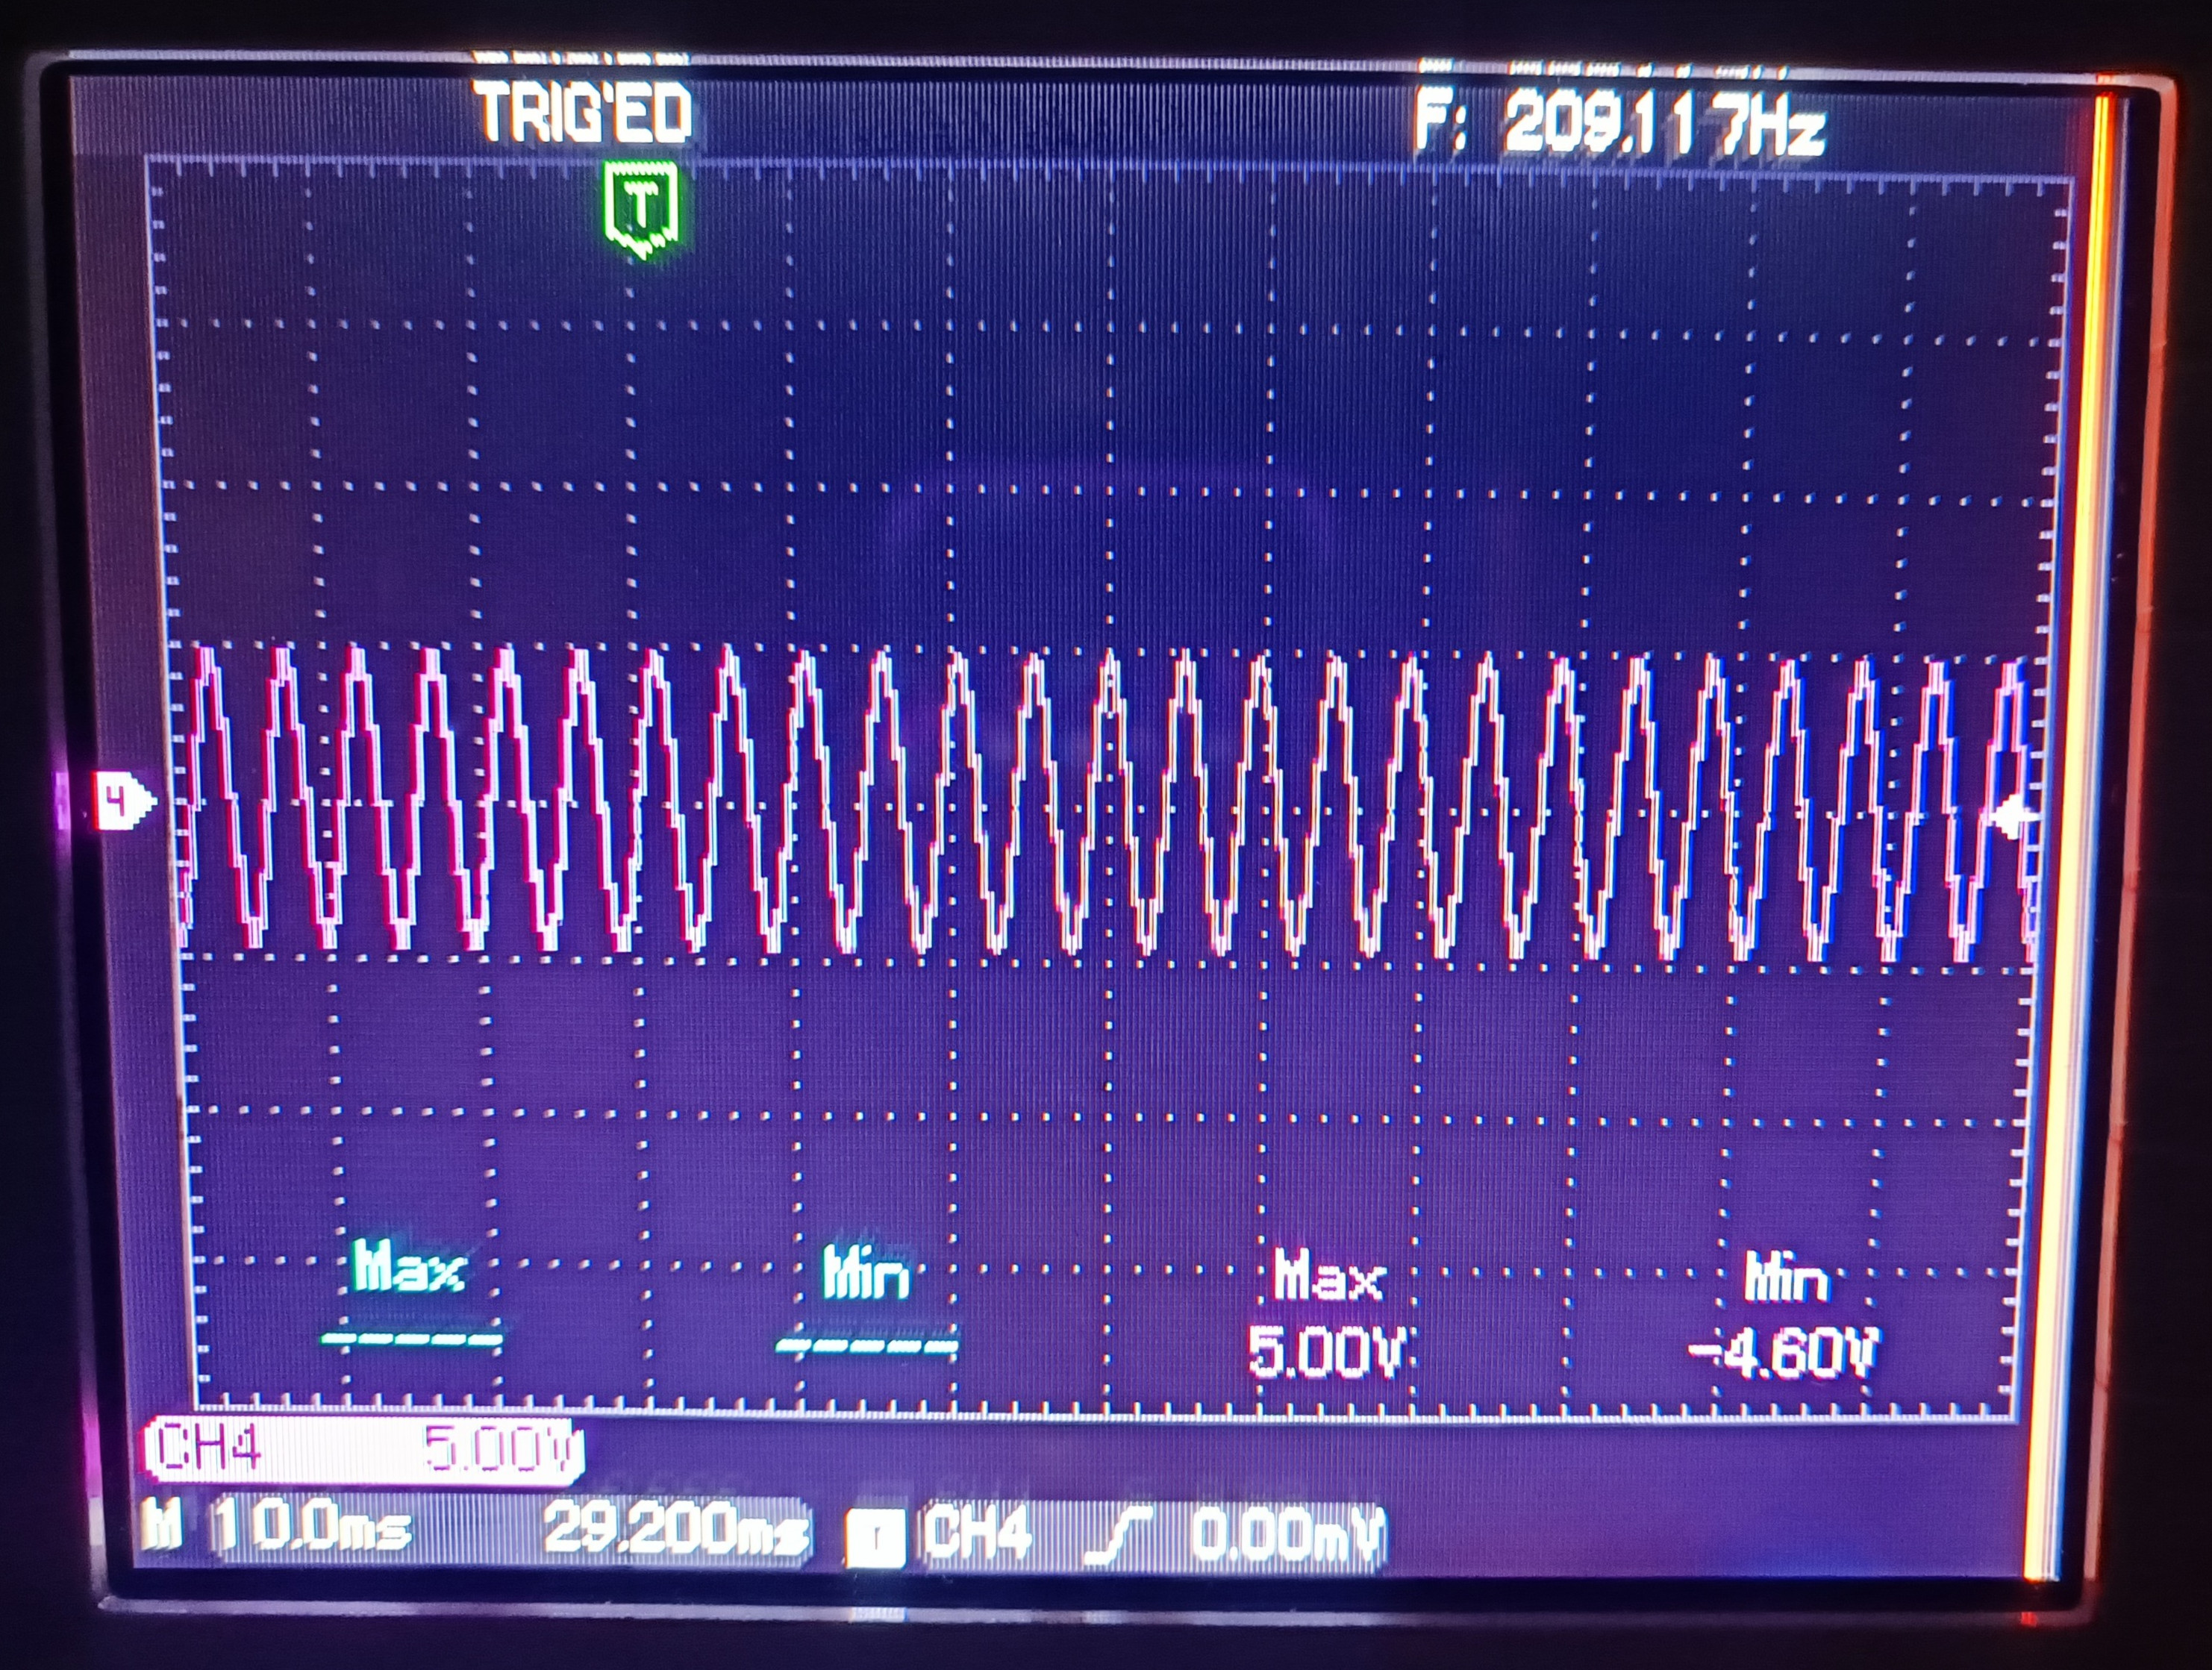 TRIG'ED F: 209.117Hz
T
4
Max Min Max Min
----- ----- 5.00V -4.60V
CH4 5.00V
M 10.0ms 29.200ms T CH4 0.00mV